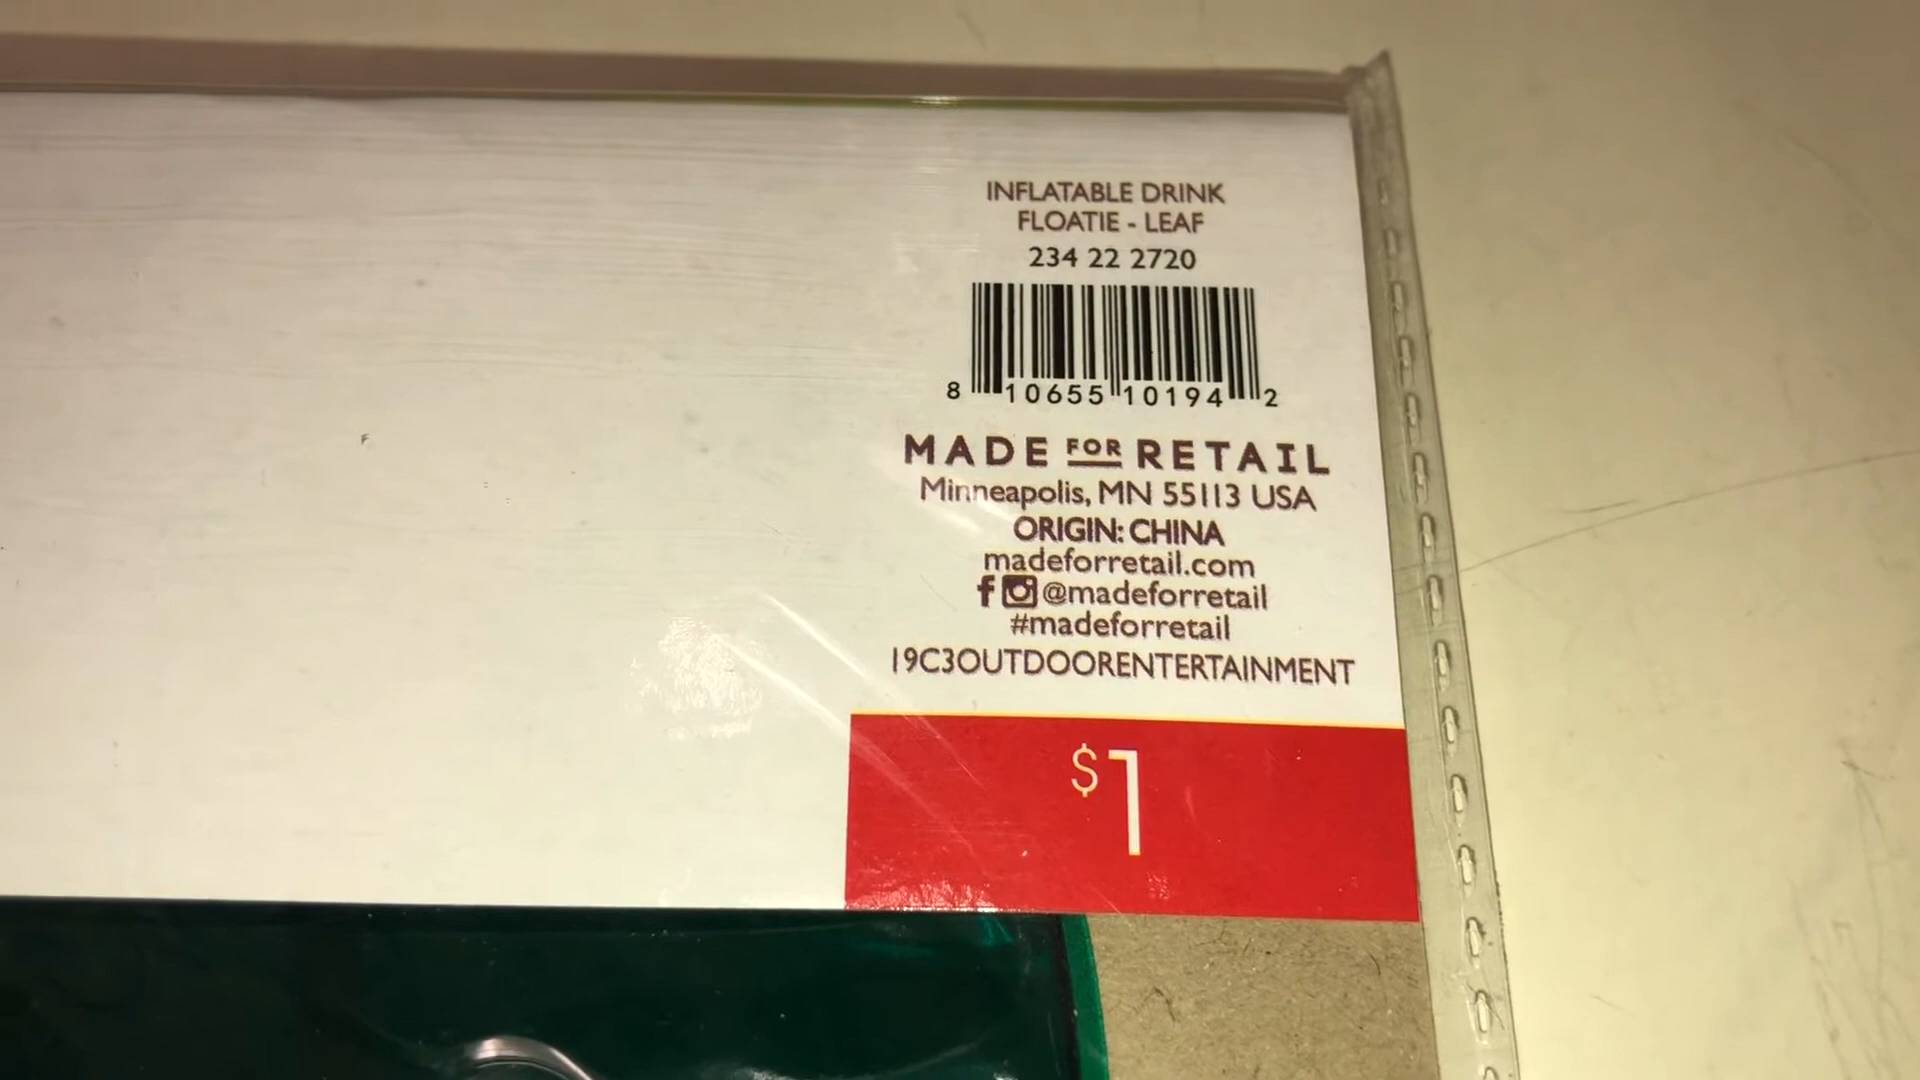 INFLATABLE DRINK
FLOATIE - LEAF
234 22 2720
8 10655 10194 2
MADE FOR RETAIL
Minneapolis, MN 55113 USA
ORIGIN: CHINA
madeforretail.com
f @madeforretail
#madeforretail
19C3OUTDOORENTERTAINMENT
$1